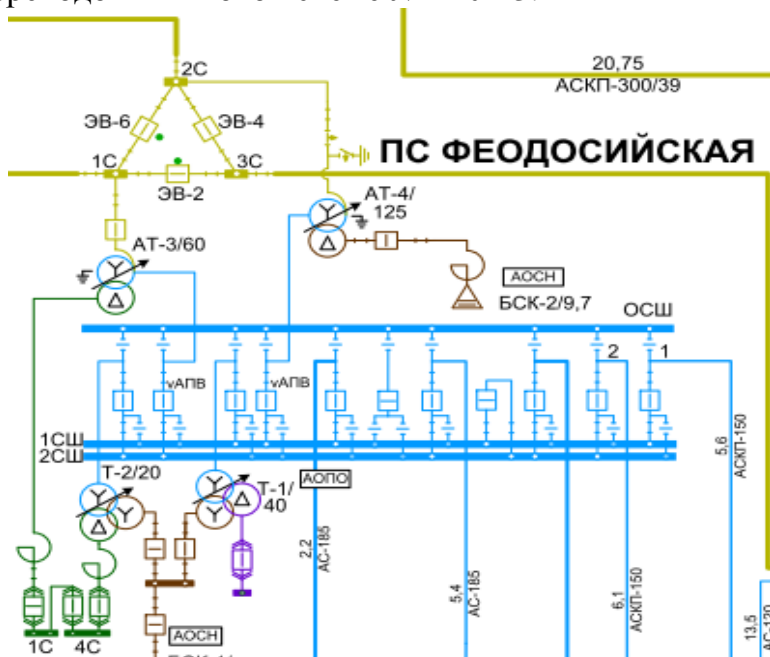 2С
20,75
АСКП-300/39
ЭВ-6
ЭВ-4
ПС ФЕОДОСИЙСКАЯ
1С
3С
ЭВ-2
АТ-4/
125
АТ-3/60
АОСН
БСК-2/9,7
ОСШ
2
1
vАПВ
vАПВ
1СШ
2СШ
5,6
АСКП-150
Т-2/20
Т-1/
40
АОПО
2,2
АС-185
5,4
АС-185
6,1
АСКП-150
13,5
АС-120
АОСН
1С
4С